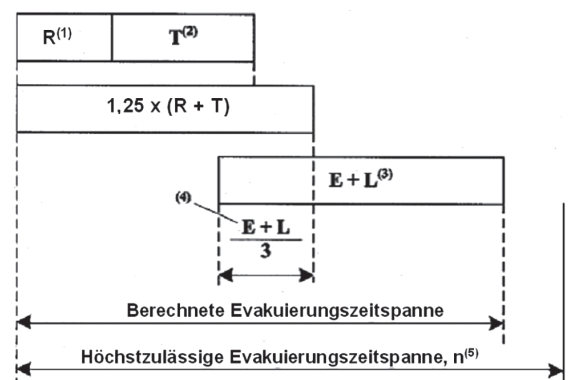 R(1) T(2)
1,25 x (R + T)
E + L(3)
(4)
E + L
3
Berechnete Evakuierungszeitspanne
Höchstzulässige Evakuierungszeitspanne, n(5)